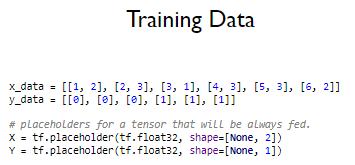 Training Data
x_data = [[1, 2], [2, 3], [3, 1], [4, 3], [5, 3], [6, 2]]
y_data = [[0], [0], [0], [1], [1], [1]]
# placeholders for a tensor that will be always fed.
X = tf.placeholder(tf.float32, shape=[None, 2])
Y = tf.placeholder(tf.float32, shape=[None, 1])